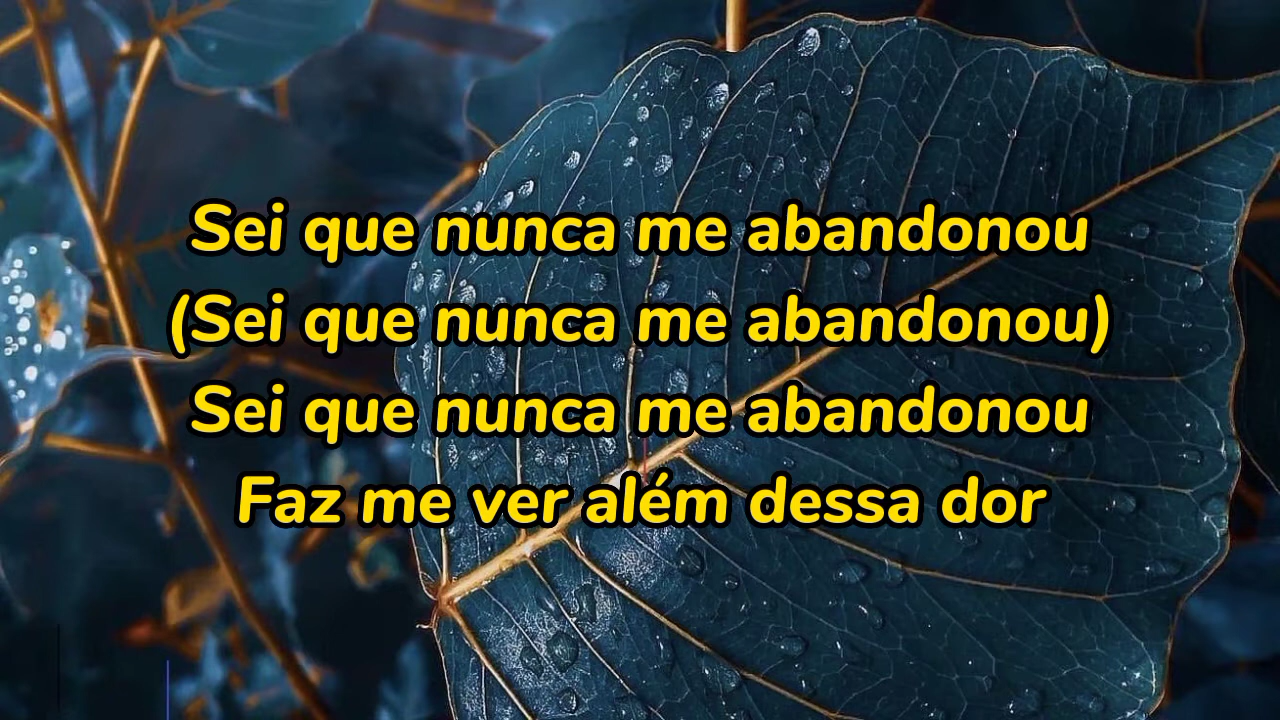 Sei que nunca me abandonou
(Sei que nunca me abandonou)
Sei que nunca me abandonou
Faz me ver além dessa dor